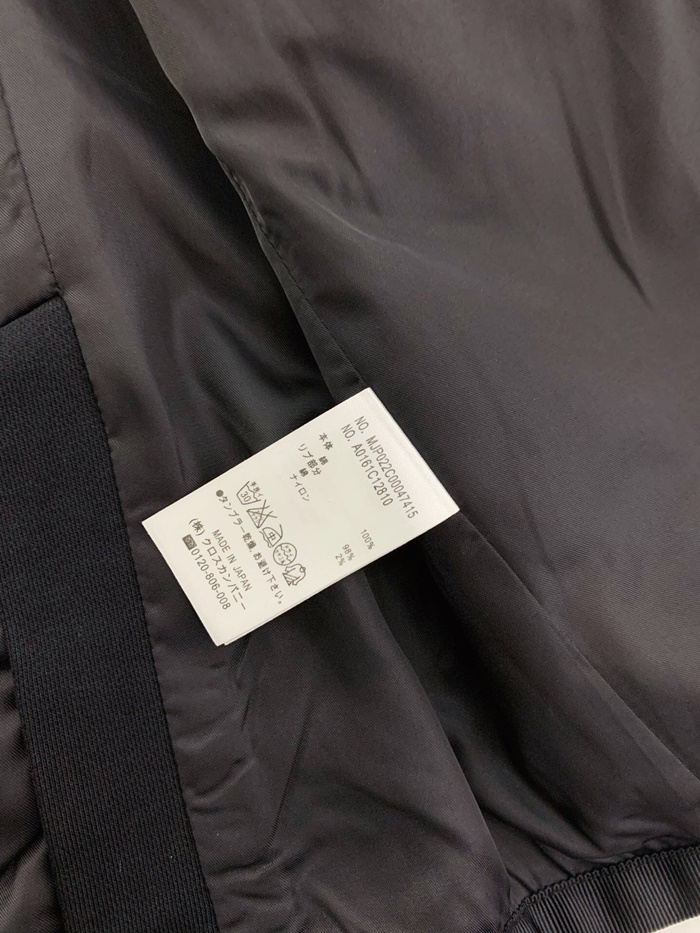 NO. MJP022C00047415
NO. A0161C12810
本体 綿 100%
リブ部分
綿 98%
ナイロン 2%
30
●タンブラー乾燥はお避け下さい。
MADE IN JAPAN
(株)クロスカンパニー
0120-806-008